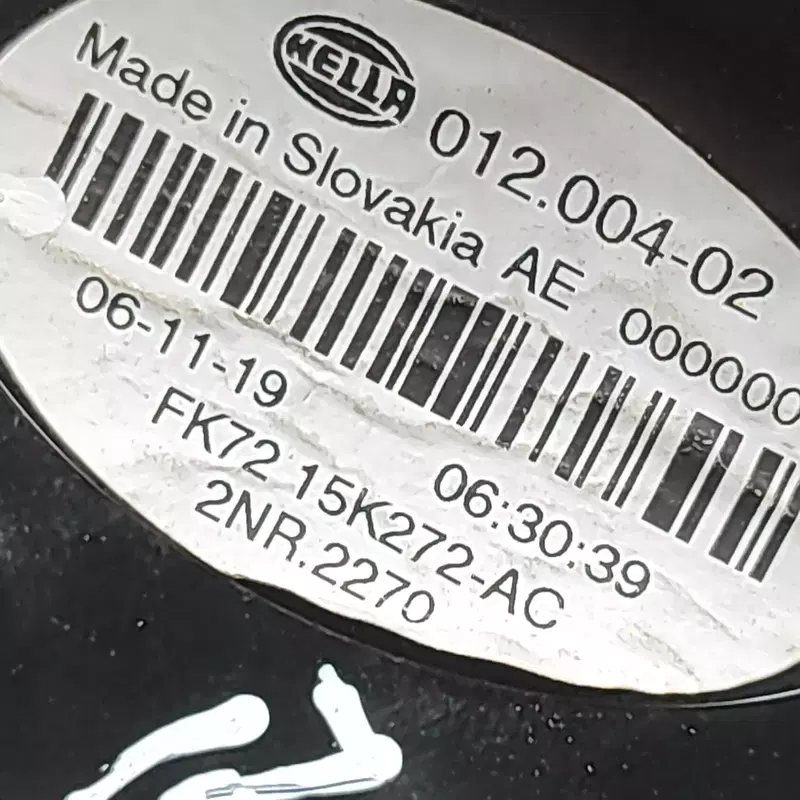 HELLA
012.004-02
Made in Slovakia AE 000000
06-11-19 06:30:39
FK72 15K272-AC
2NR.2270